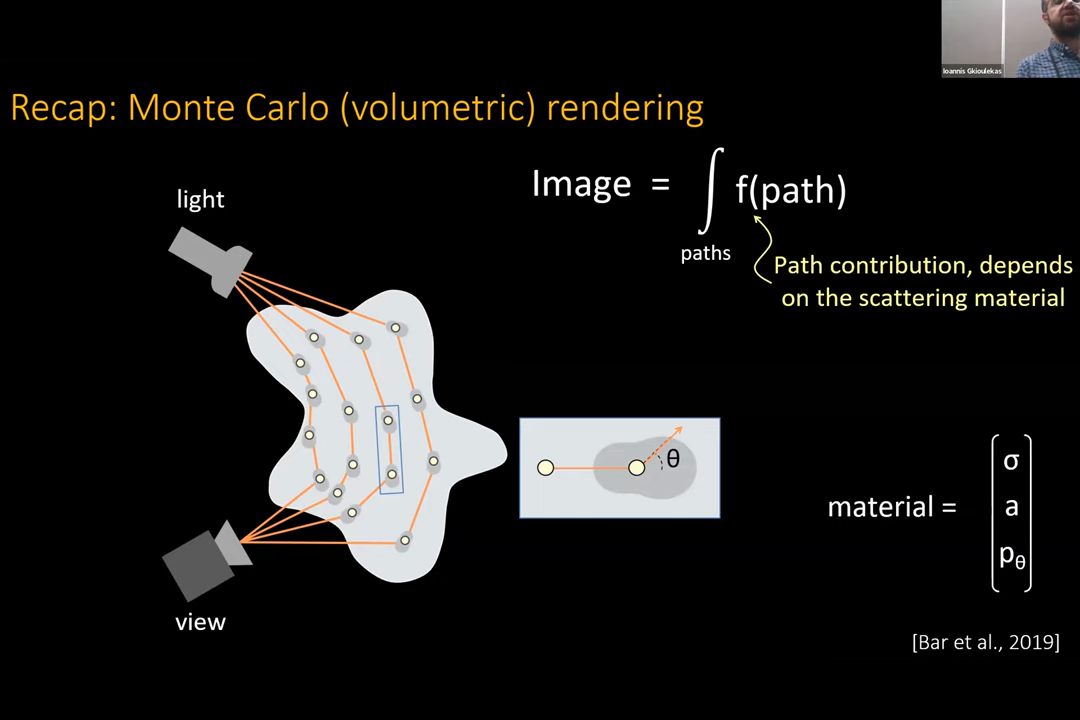 Ioannis Gkioulekas
Recap: Monte Carlo (volumetric) rendering
Image = ∫ f(path)
paths
Path contribution, depends
on the scattering material
light
θ
σ
material = a
pθ
view
[Bar et al., 2019]